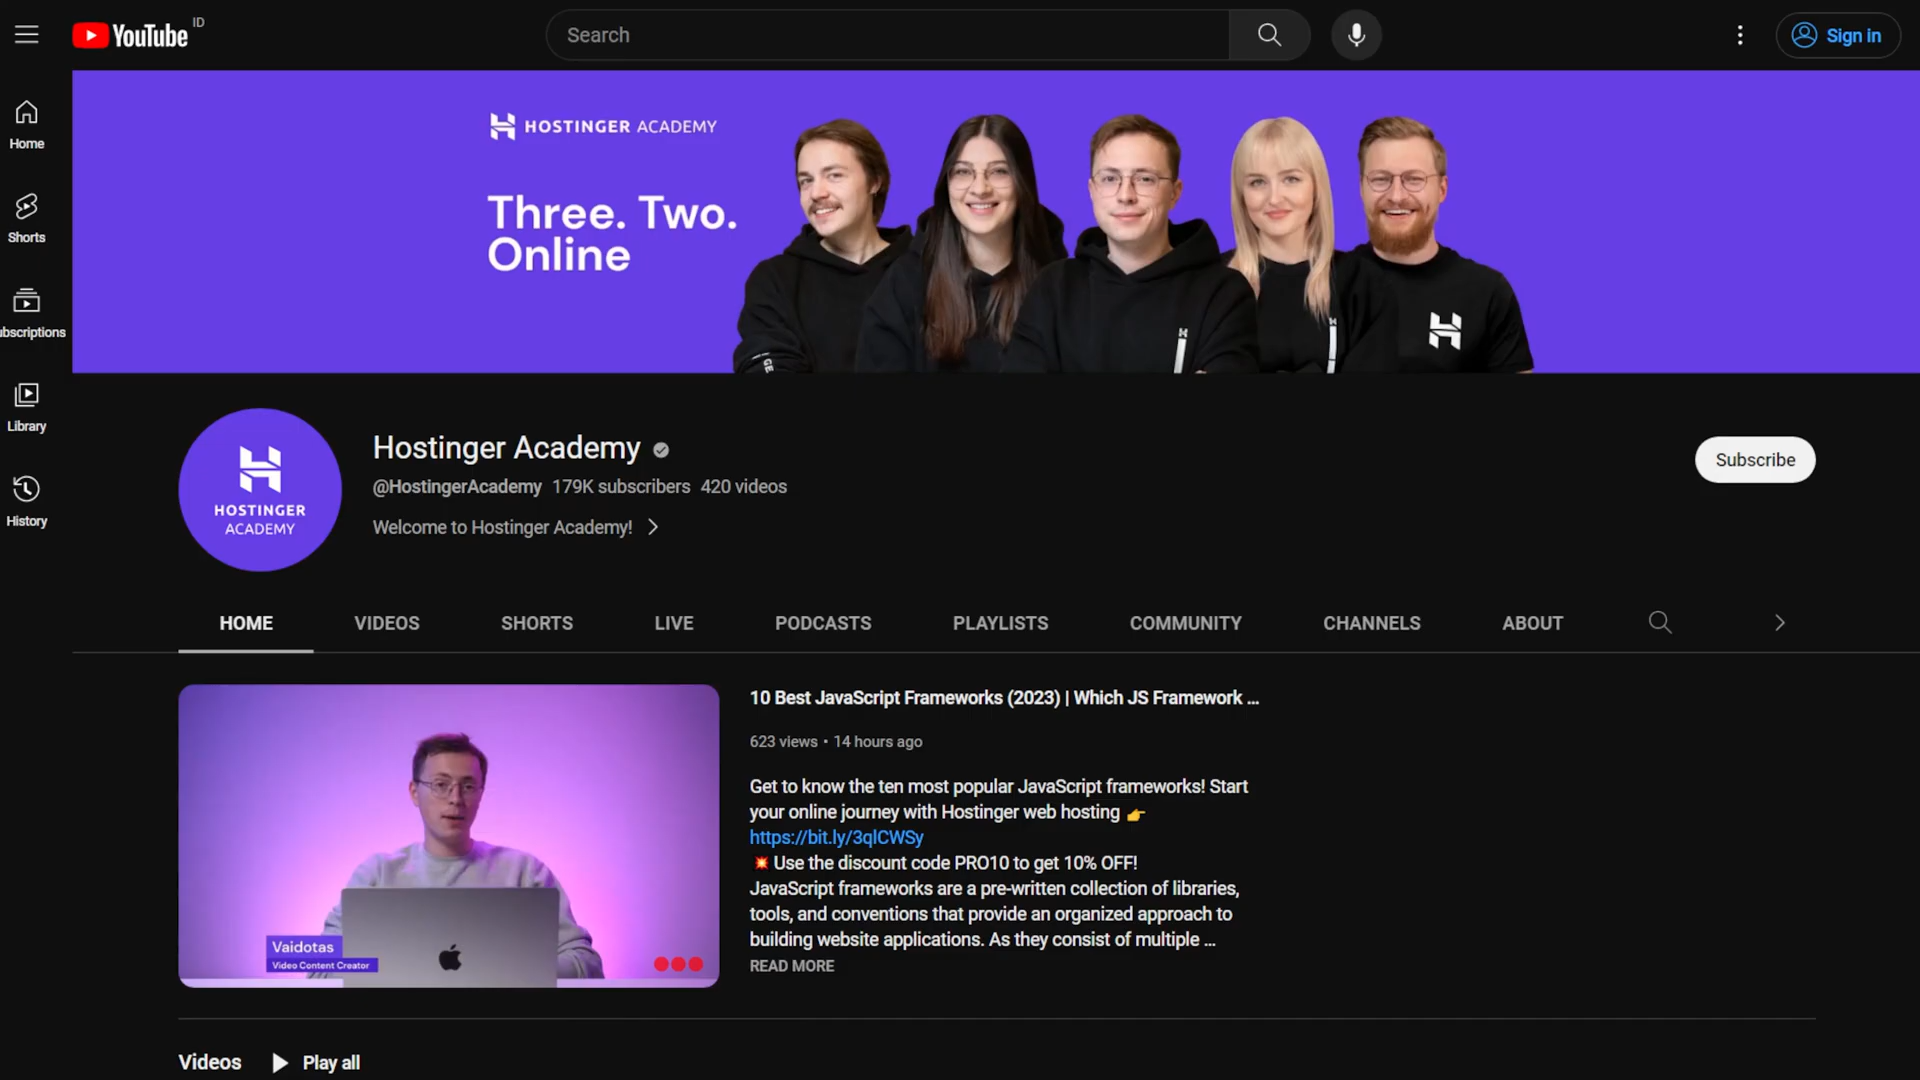 YouTube ID
Search
Sign in
Home
Shorts
ubscriptions
Library
History
HOSTINGER ACADEMY
Three. Two.
Online
HOSTINGER
ACADEMY
Hostinger Academy
@HostingerAcademy 179K subscribers 420 videos
Welcome to Hostinger Academy!
Subscribe
HOME VIDEOS SHORTS LIVE PODCASTS PLAYLISTS COMMUNITY CHANNELS ABOUT
Vaidotas
Video Content Creator
10 Best JavaScript Frameworks (2023) | Which JS Framework ...
623 views • 14 hours ago
Get to know the ten most popular JavaScript frameworks! Start
your online journey with Hostinger web hosting 👉
https://bit.ly/3qlCWSy
💥 Use the discount code PRO10 to get 10% OFF!
JavaScript frameworks are a pre-written collection of libraries,
tools, and conventions that provide an organized approach to
building website applications. As they consist of multiple ...
READ MORE
Videos Play all